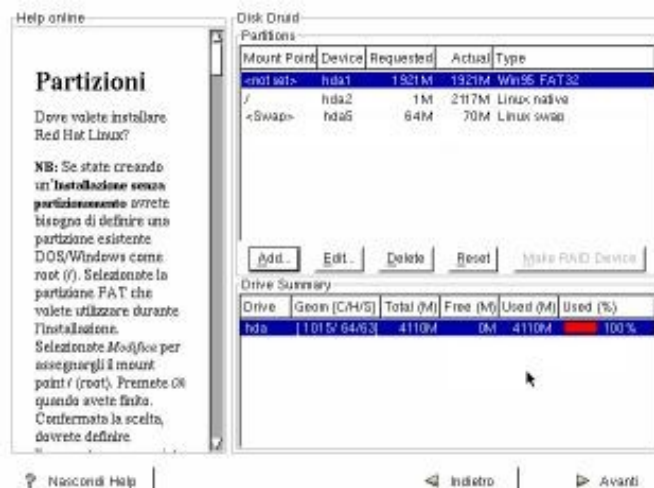 Help online
Partizioni
Dove volete installare
Red Hat Linux?
NB: Se state creando
un'Installazione senza
partizionamento avrete
bisogno di definire una
partizione esistente
DOS/Windows come
root (/). Selezionate la
partizione FAT che
volete utilizzare durante
l'installazione.
Selezionate Modifica per
assegnargli il mount
point / (root). Premete OK
quando avete finito.
Confermata la scelta,
dovrete definire
Disk Druid
Partitions
Mount Point Device Requested Actual Type
<not set> hda1 1921M 1921M Win95 FAT32
/ hda2 1M 2117M Linux native
<Swap> hda5 64M 70M Linux swap
Add.. Edit.. Delete Reset Make RAID Device
Drive Summary
Drive Geom [C/H/S] Total (M) Free (M) Used (M) Used (%)
hda [ 1015/ 64/63] 4110M 0M 4110M 100%
? Nascondi Help Indietro Avanti